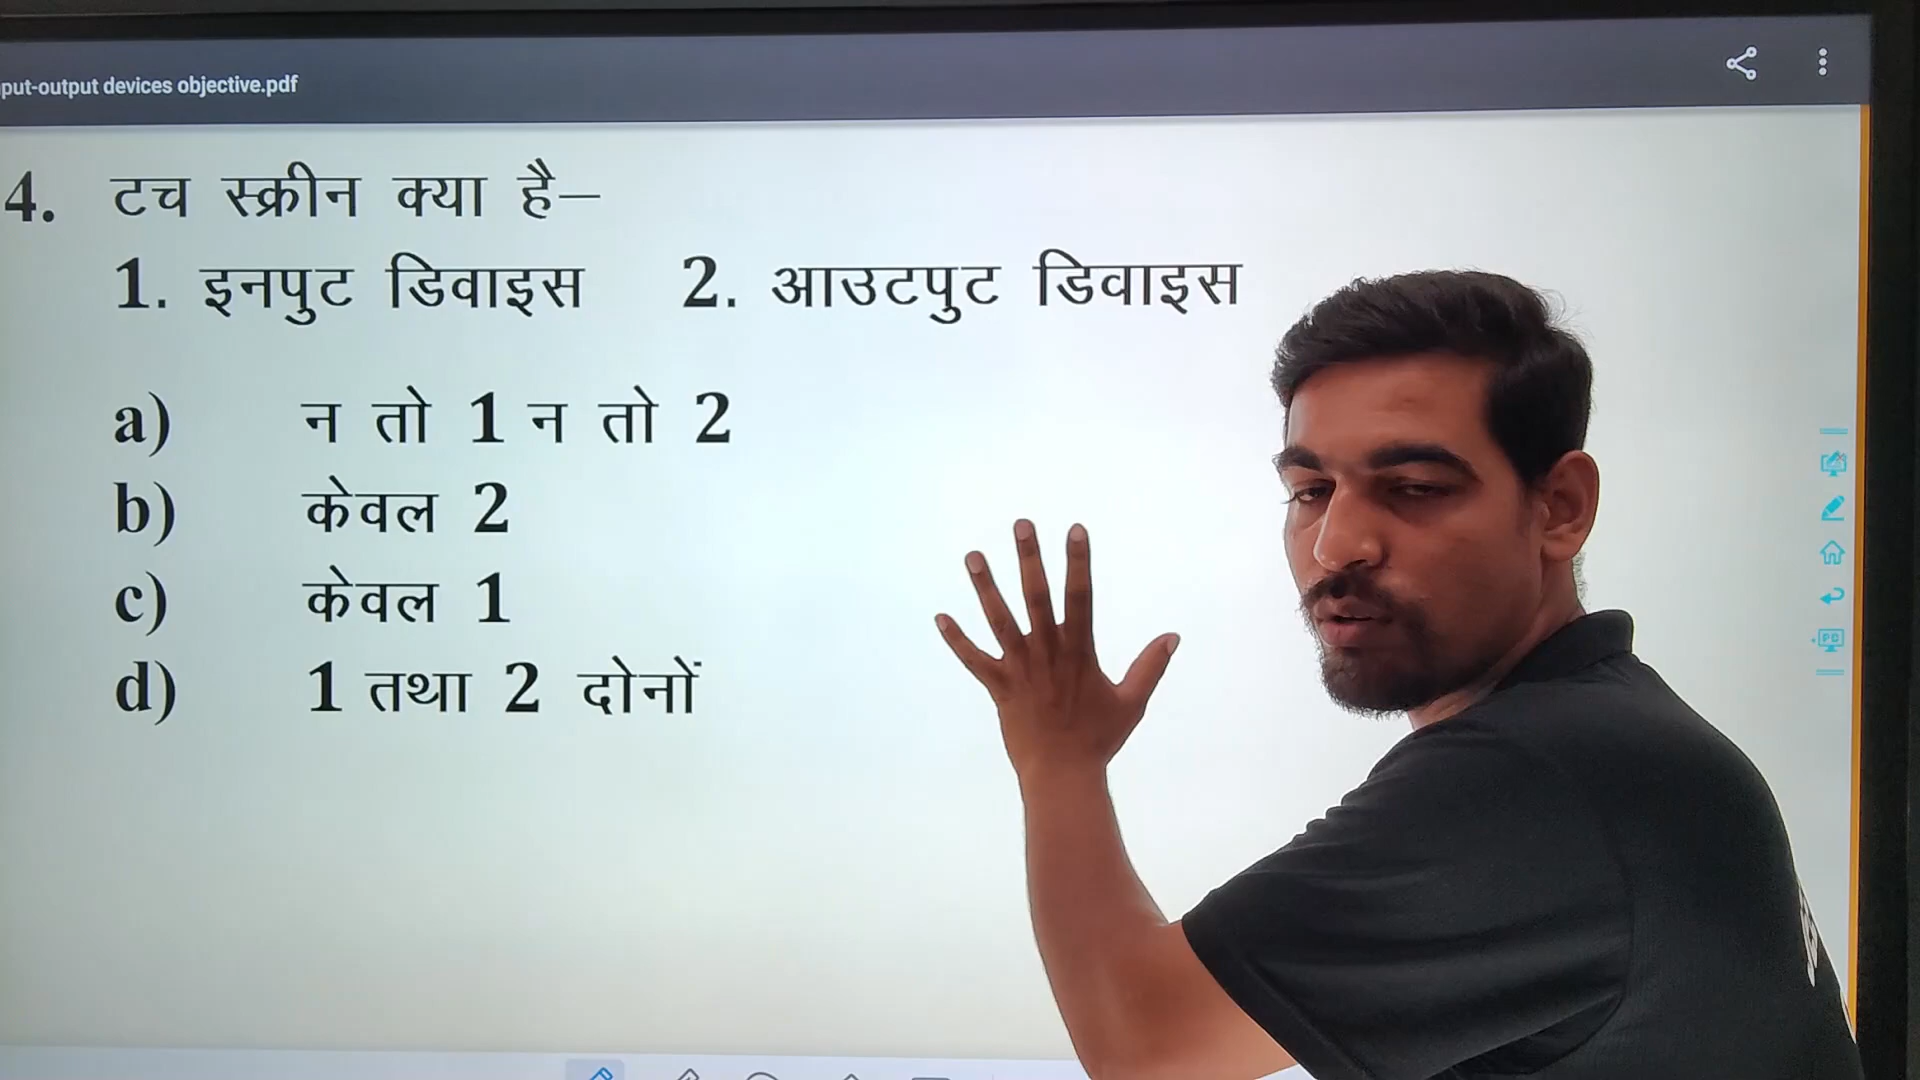 put-output devices objective.pdf
4. टच स्क्रीन क्या है–
1. इनपुट डिवाइस 2. आउटपुट डिवाइस
a) न तो 1 न तो 2
b) केवल 2
c) केवल 1
d) 1 तथा 2 दोनों